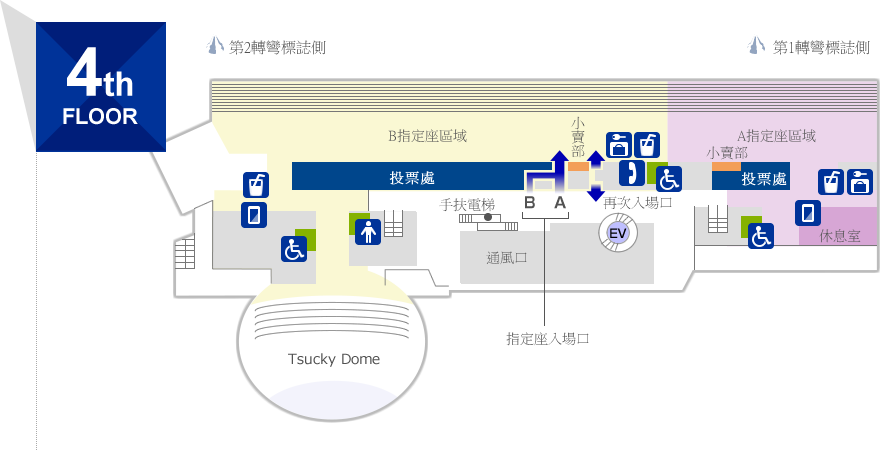 4th
FLOOR
第2轉彎標誌側
第1轉彎標誌側
B指定座區域
小賣部
A指定座區域
小賣部
投票處
投票處
手扶電梯
B A
再次入場口
EV
通風口
休息室
指定座入場口
Tsucky Dome